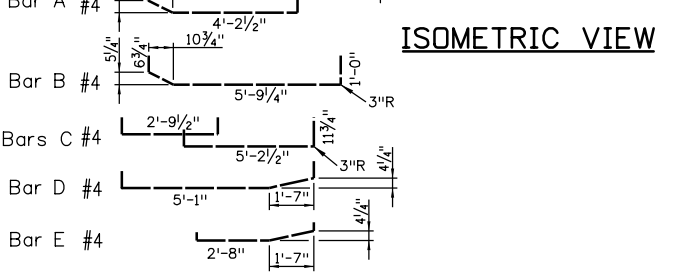 Bar A #4
4'-2½"
ISOMETRIC VIEW
10¾"
5¼"
6¾"
1'-0"
Bar B #4
5'-9¼"
3"R
2'-9½"
11¾"
Bars C #4
5'-2½"
3"R
4¼"
Bar D #4
5'-1"
1'-7"
4¼"
Bar E #4
2'-8"
1'-7"